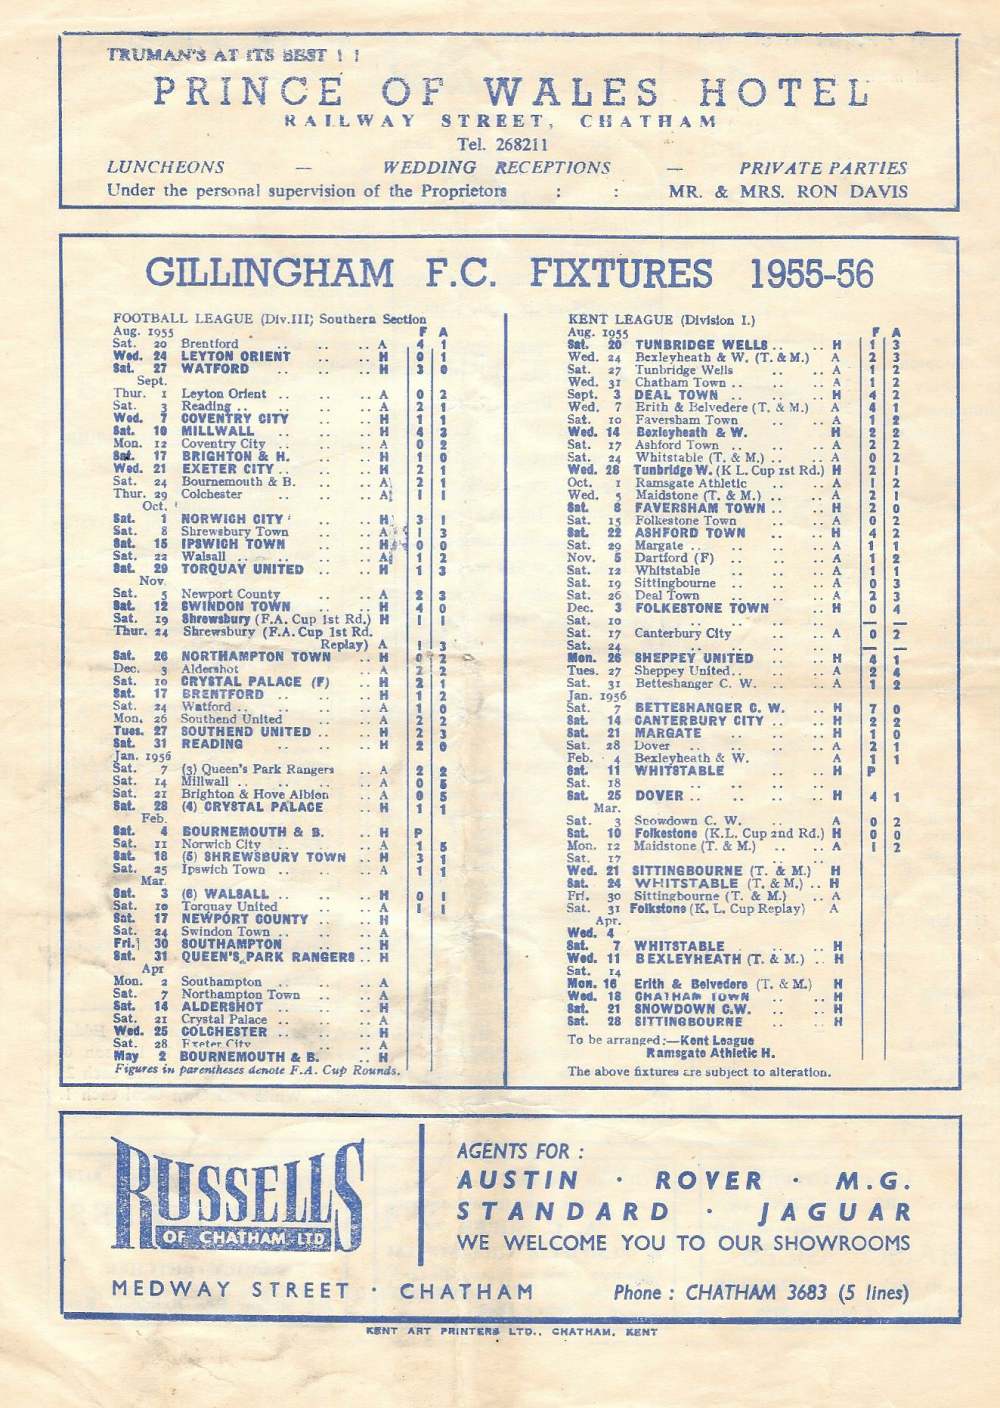 TRUMAN'S AT ITS BEST ! !
PRINCE OF WALES HOTEL
RAILWAY STREET, CHATHAM
Tel. 268211
LUNCHEONS — WEDDING RECEPTIONS — PRIVATE PARTIES
Under the personal supervision of the Proprietors : : MR. & MRS. RON DAVIS
GILLINGHAM F.C. FIXTURES 1955-56
FOOTBALL LEAGUE (Div.III) Southern Section
Aug. 1955 F A
Sat. 20 Brentford .. .. .. A 4 1
Wed. 24 LEYTON ORIENT .. .. H 0 1
Sat. 27 WATFORD .. .. .. H 3 0
Sept.
Thur. 1 Leyton Orient .. .. .. A 0 2
Sat. 3 Reading .. .. .. .. A 2 1
Wed. 7 COVENTRY CITY .. .. H 1 1
Sat. 10 MILLWALL .. .. .. H 4 3
Mon. 12 Coventry City .. .. .. A 0 2
Sat. 17 BRIGHTON & H. .. .. H 1 0
Wed. 21 EXETER CITY .. .. .. H 2 1
Sat. 24 Bournemouth & B. .. .. A 2 1
Thur. 29 Colchester .. .. .. A 1 1
Oct.
Sat. 1 NORWICH CITY .. .. H 3 1
Sat. 8 Shrewsbury Town .. .. A 1 3
Sat. 15 IPSWICH TOWN .. .. H 0 0
Sat. 22 Walsall .. .. .. .. A 1 2
Sat. 29 TORQUAY UNITED .. .. H 1 3
Nov.
Sat. 5 Newport County .. .. A 2 3
Sat. 12 SWINDON TOWN .. .. H 4 0
Sat. 19 Shrewsbury (F.A. Cup 1st Rd.) H 1 1
Thur. 24 Shrewsbury (F.A. Cup 1st Rd.
Replay) A 1 3
Sat. 26 NORTHAMPTON TOWN .. H 0 2
Dec. 3 Aldershot .. .. .. A 2 2
Sat. 10 CRYSTAL PALACE (F) .. H 2 1
Sat. 17 BRENTFORD .. .. .. H 1 2
Sat. 24 Watford .. .. .. .. A 1 0
Mon. 26 Southend United .. .. A 2 2
Tues. 27 SOUTHEND UNITED .. .. H 2 3
Sat. 31 READING .. .. .. H 2 0
Jan. 1956
Sat. 7 (3) Queen's Park Rangers .. A 2 2
Sat. 14 Millwall .. .. .. .. A 0 5
Sat. 21 Brighton & Hove Albion .. A 0 5
Sat. 28 (4) CRYSTAL PALACE .. H 1 1
Feb.
Sat. 4 BOURNEMOUTH & B. .. H P
Sat. 11 Norwich City .. .. .. A 1 5
Sat. 18 (5) SHREWSBURY TOWN .. H 3 1
Sat. 25 Ipswich Town .. .. .. A 1 1
Mar.
Sat. 3 (6) WALSALL .. .. .. H 0 1
Sat. 10 Torquay United .. .. A 1 1
Sat. 17 NEWPORT COUNTY .. .. H
Sat. 24 Swindon Town .. .. .. A
Fri. 30 SOUTHAMPTON .. .. H
Sat. 31 QUEEN'S PARK RANGERS .. H
Apr
Mon. 2 Southampton .. .. .. A
Sat. 7 Northampton Town .. .. A
Sat. 14 ALDERSHOT .. .. .. H
Sat. 21 Crystal Palace .. .. .. A
Wed. 25 COLCHESTER .. .. .. H
Sat. 28 Exeter City .. .. .. A
May 2 BOURNEMOUTH & B. .. H
Figures in parentheses denote F.A. Cup Rounds.
KENT LEAGUE (Division I.)
Aug. 1955 F A
Sat. 20 TUNBRIDGE WELLS .. .. H 1 3
Wed. 24 Bexleyheath & W. (T. & M.) A 2 3
Sat. 27 Tunbridge Wells .. .. A 1 2
Wed. 31 Chatham Town .. .. .. A 1 2
Sept. 3 DEAL TOWN .. .. .. H 4 2
Wed. 7 Erith & Belvedere (T. & M.) A 4 1
Sat. 10 Faversham Town .. .. A 1 2
Wed. 14 Bexleyheath & W. .. .. H 2 2
Sat. 17 Ashford Town .. .. .. A 2 2
Sat. 24 Whitstable (T. & M.) .. .. A 0 2
Wed. 28 Tunbridge W. (K L. Cup 1st Rd.) H 2 1
Oct. 1 Ramsgate Athletic .. .. A 1 2
Wed. 5 Maidstone (T. & M.) .. .. A 2 1
Sat. 8 FAVERSHAM TOWN .. .. H 2 0
Sat. 15 Folkestone Town .. .. A 0 2
Sat. 22 ASHFORD TOWN .. .. H 4 2
Sat. 29 Margate .. .. .. .. A 1 1
Nov. 5 Dartford (F) .. .. .. A 1 2
Sat. 12 Whitstable .. .. .. A 1 1
Sat. 19 Sittingbourne .. .. .. A 0 3
Sat. 26 Deal Town .. .. .. A 2 3
Dec. 3 FOLKESTONE TOWN .. H 0 4
Sat. 10 .. .. .. — —
Sat. 17 Canterbury City .. .. A 0 2
Sat. 24 .. .. .. — —
Mon. 26 SHEPPEY UNITED .. .. H 4 1
Tues. 27 Sheppey United .. .. .. A 2 4
Sat. 31 Betteshanger C. W. .. .. A 1 2
Jan. 1956
Sat. 7 BETTESHANGER C. W. .. H 7 0
Sat. 14 CANTERBURY CITY .. .. H 2 2
Sat. 21 MARGATE .. .. .. H 1 0
Sat. 28 Dover .. .. .. .. A 2 1
Feb. 4 Bexleyheath & W. .. A 1 1
Sat. 11 WHITSTABLE .. .. H P
Sat. 18 .. .. .. ..
Sat. 25 DOVER .. .. .. .. H 4 1
Mar.
Sat. 3 Snowdown C. W. .. .. A 0 2
Sat. 10 Folkestone (K.L. Cup 2nd Rd.) H 0 0
Mon. 12 Maidstone (T. & M.) .. .. A 1 2
Sat. 17
Wed. 21 SITTINGBOURNE (T. & M.) H
Sat. 24 WHITSTABLE (T. & M.) .. H
Fri. 30 Sittingbourne (T. & M.) .. A
Sat. 31 Folkstone (K. L. Cup Replay) A
Apr.
Wed. 4
Sat. 7 WHITSTABLE .. .. H
Wed. 11 BEXLEYHEATH (T. & M.) .. H
Sat. 14
Mon. 16 Erith & Belvedere (T. & M.) H
Wed. 18 CHATHAM TOWN .. .. H
Sat. 21 SNOWDOWN C.W. .. .. H
Sat. 28 SITTINGBOURNE .. .. H
To be arranged:—Kent League
Ramsgate Athletic H.
The above fixtures are subject to alteration.
RUSSELLS
OF CHATHAM LTD
MEDWAY STREET · CHATHAM
AGENTS FOR :
AUSTIN · ROVER · M.G.
STANDARD · JAGUAR
WE WELCOME YOU TO OUR SHOWROOMS
Phone : CHATHAM 3683 (5 lines)
KENT ART PRINTERS LTD., CHATHAM, KENT